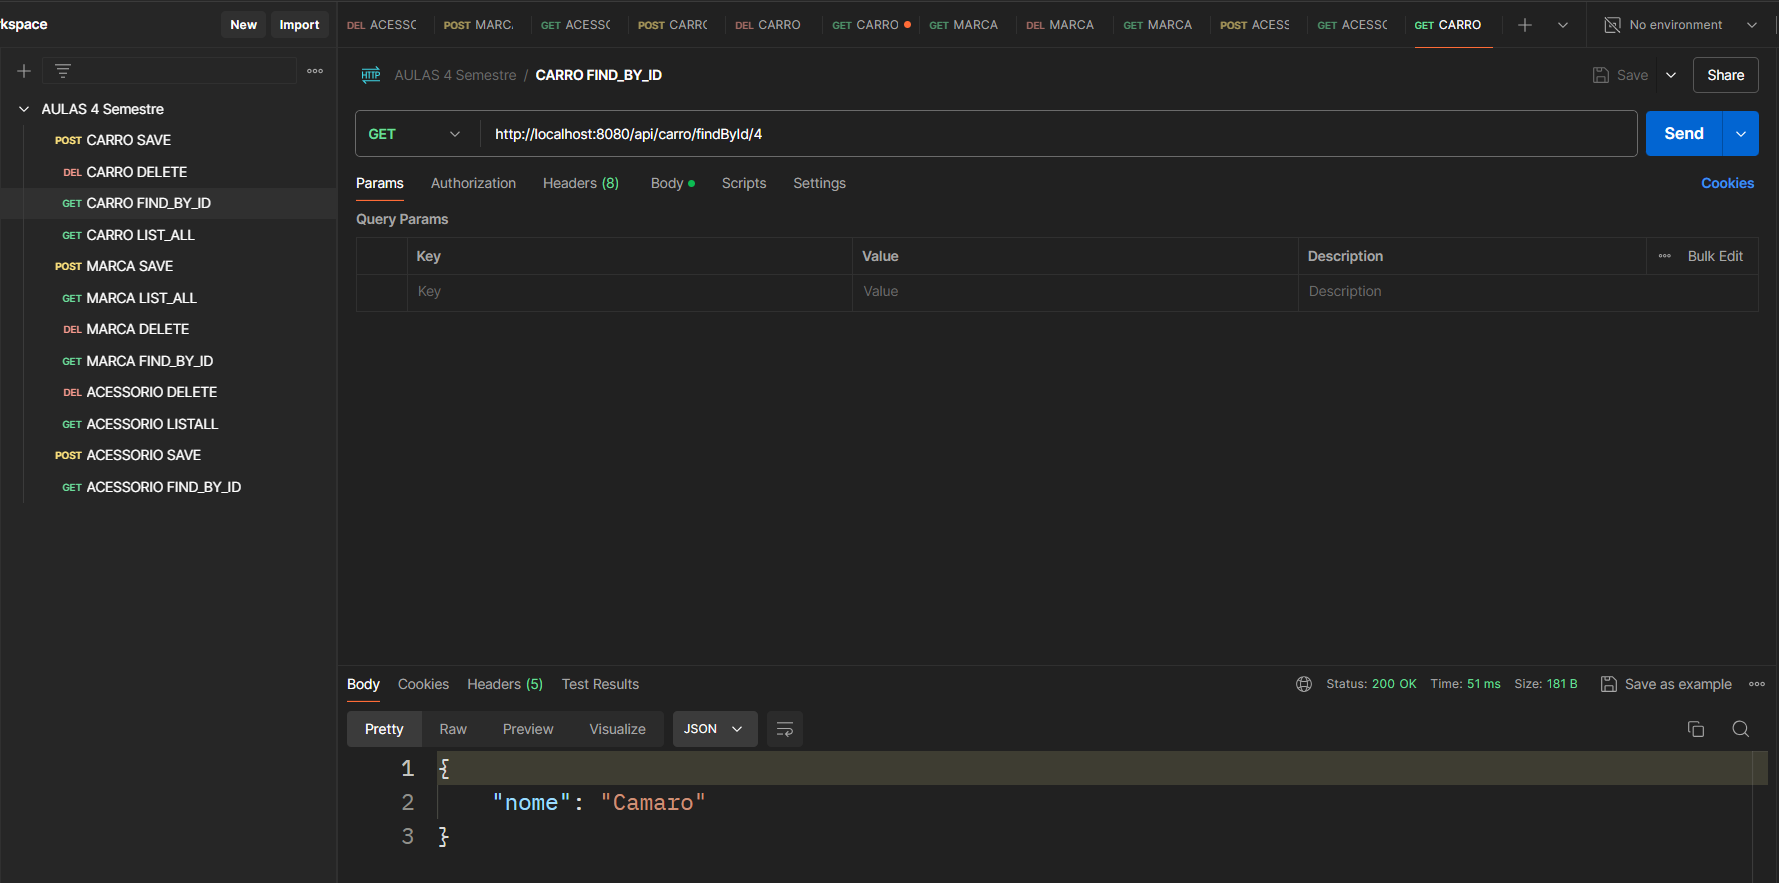 rkspace
New
Import
DEL ACESSC
POST MARC
GET ACESSC
POST CARRC
DEL CARRO
GET CARRO
GET MARCA
DEL MARCA
GET MARCA
POST ACESS
GET ACESSC
GET CARRO
No environment
AULAS 4 Semestre
POST CARRO SAVE
DEL CARRO DELETE
GET CARRO FIND_BY_ID
GET CARRO LIST_ALL
POST MARCA SAVE
GET MARCA LIST_ALL
DEL MARCA DELETE
GET MARCA FIND_BY_ID
DEL ACESSORIO DELETE
GET ACESSORIO LISTALL
POST ACESSORIO SAVE
GET ACESSORIO FIND_BY_ID
HTTP AULAS 4 Semestre / CARRO FIND_BY_ID
Save
Share
GET
http://localhost:8080/api/carro/findById/4
Send
Params
Authorization
Headers (8)
Body
Scripts
Settings
Cookies
Query Params
Key
Value
Description
Bulk Edit
Key
Value
Description
Body
Cookies
Headers (5)
Test Results
Status: 200 OK
Time: 51 ms
Size: 181 B
Save as example
Pretty
Raw
Preview
Visualize
JSON
1 {
2 "nome": "Camaro"
3 }